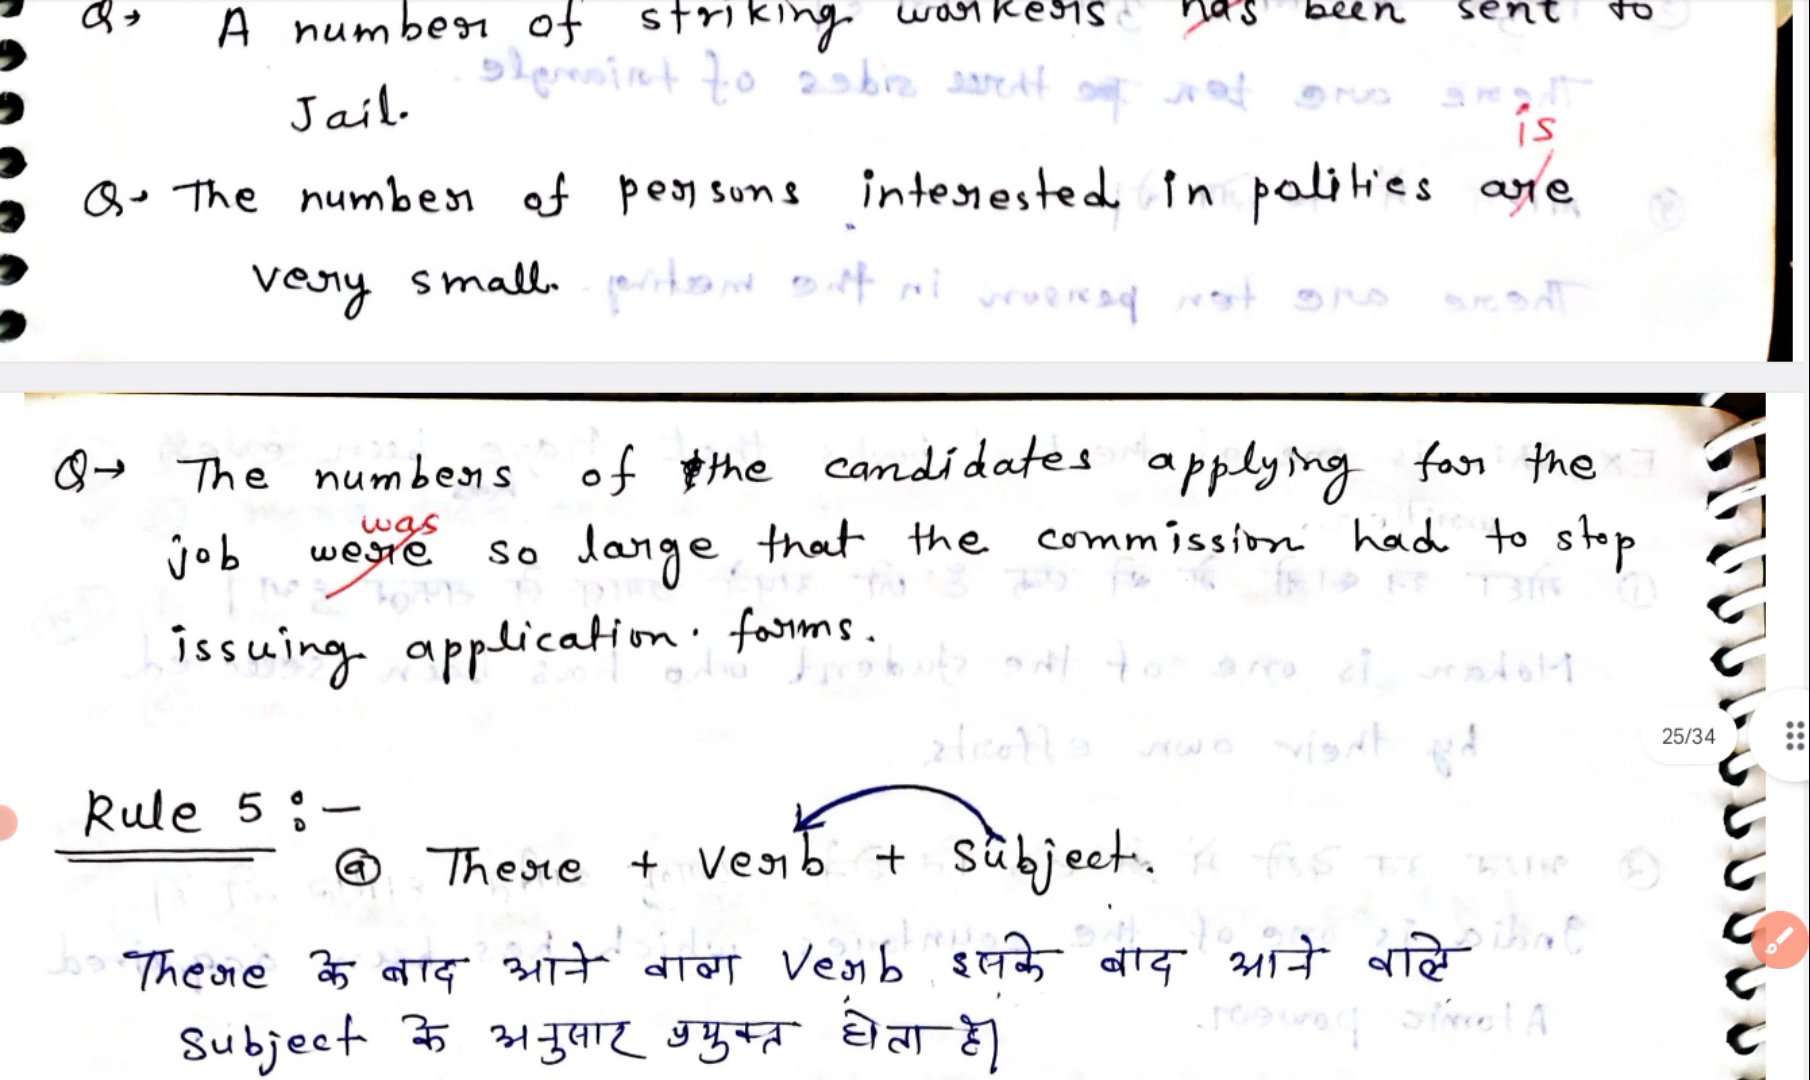 Q→ A number of striking workers has been sent to
Jail.
is
Q→ The number of persons interested in politics are
very small.
Q→ The numbers of the candidates applying for the
was
job were so large that the commission had to stop
issuing application forms.
25/34
Rule 5 :-
ⓐ There + Verb + Subject.
There के बाद आने वाला Verb इसके बाद आने वाले
Subject के अनुसार प्रयुक्त होता है।